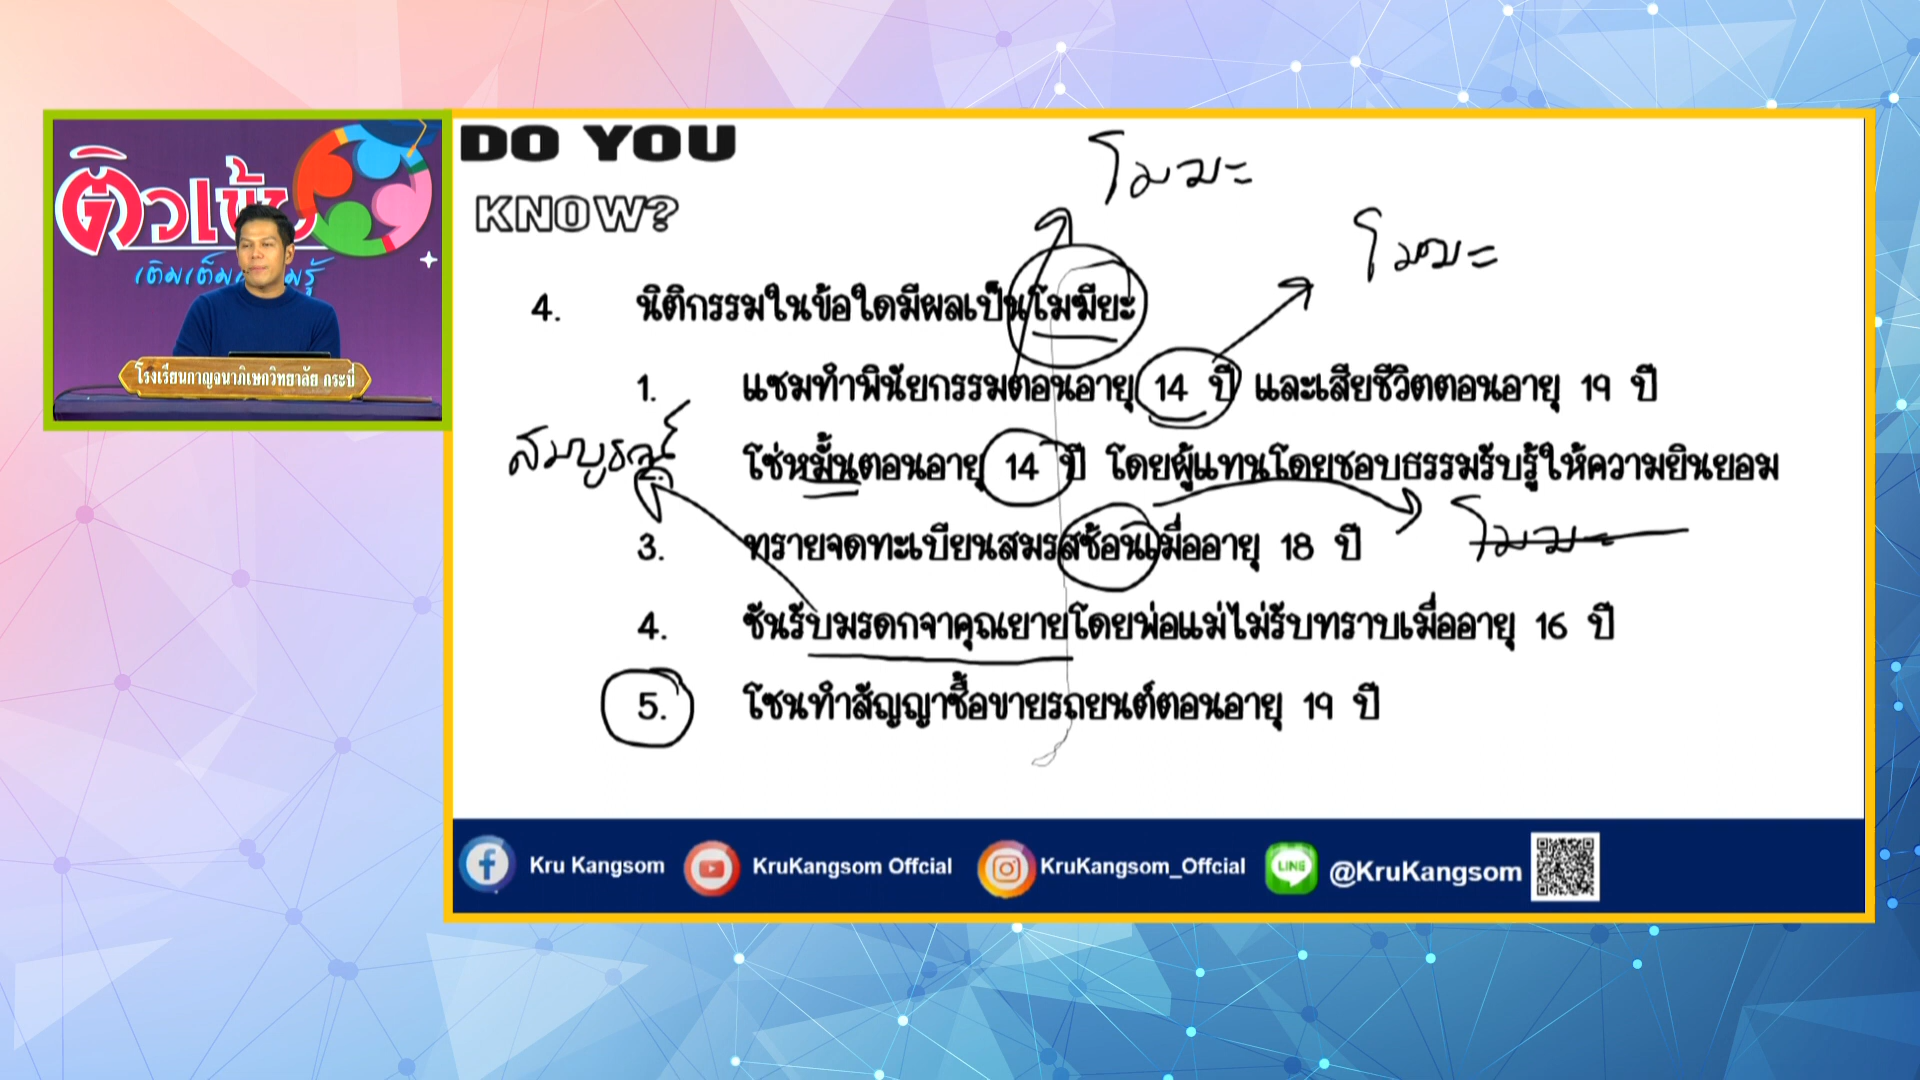 ติวเข้ม
เติมเต็มความรู้
โรงเรียนกาญจนาภิเษกวิทยาลัย กระบี่
DO YOU
KNOW?
โมฆะ
โมฆะ
4. นิติกรรมในข้อใดมีผลเป็นโมฆียะ
1. แซมทำพินัยกรรมตอนอายุ 14 ปี และเสียชีวิตตอนอายุ 19 ปี
สมบูรณ์
2. โซ่หมั้นตอนอายุ 14 ปี โดยผู้แทนโดยชอบธรรมรับรู้ให้ความยินยอม
3. ทรายจดทะเบียนสมรสซ้อนเมื่ออายุ 18 ปี
โมฆะ
4. ซันรับมรดกจาคุณยายโดยพ่อแม่ไม่รับทราบเมื่ออายุ 16 ปี
5. โซนทำสัญญาซื้อขายรถยนต์ตอนอายุ 19 ปี
Kru Kangsom KruKangsom Offcial KruKangsom_Offcial LINE @KruKangsom